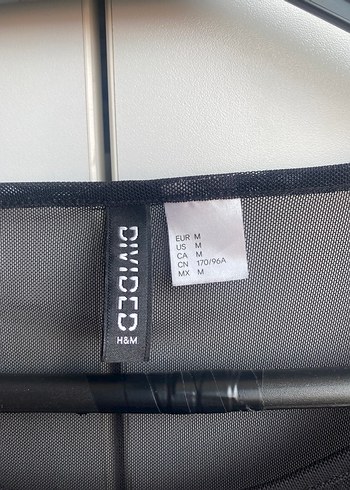 DIVIDED
H&M
EUR M
US M
CA M
CN 170/96A
MX M